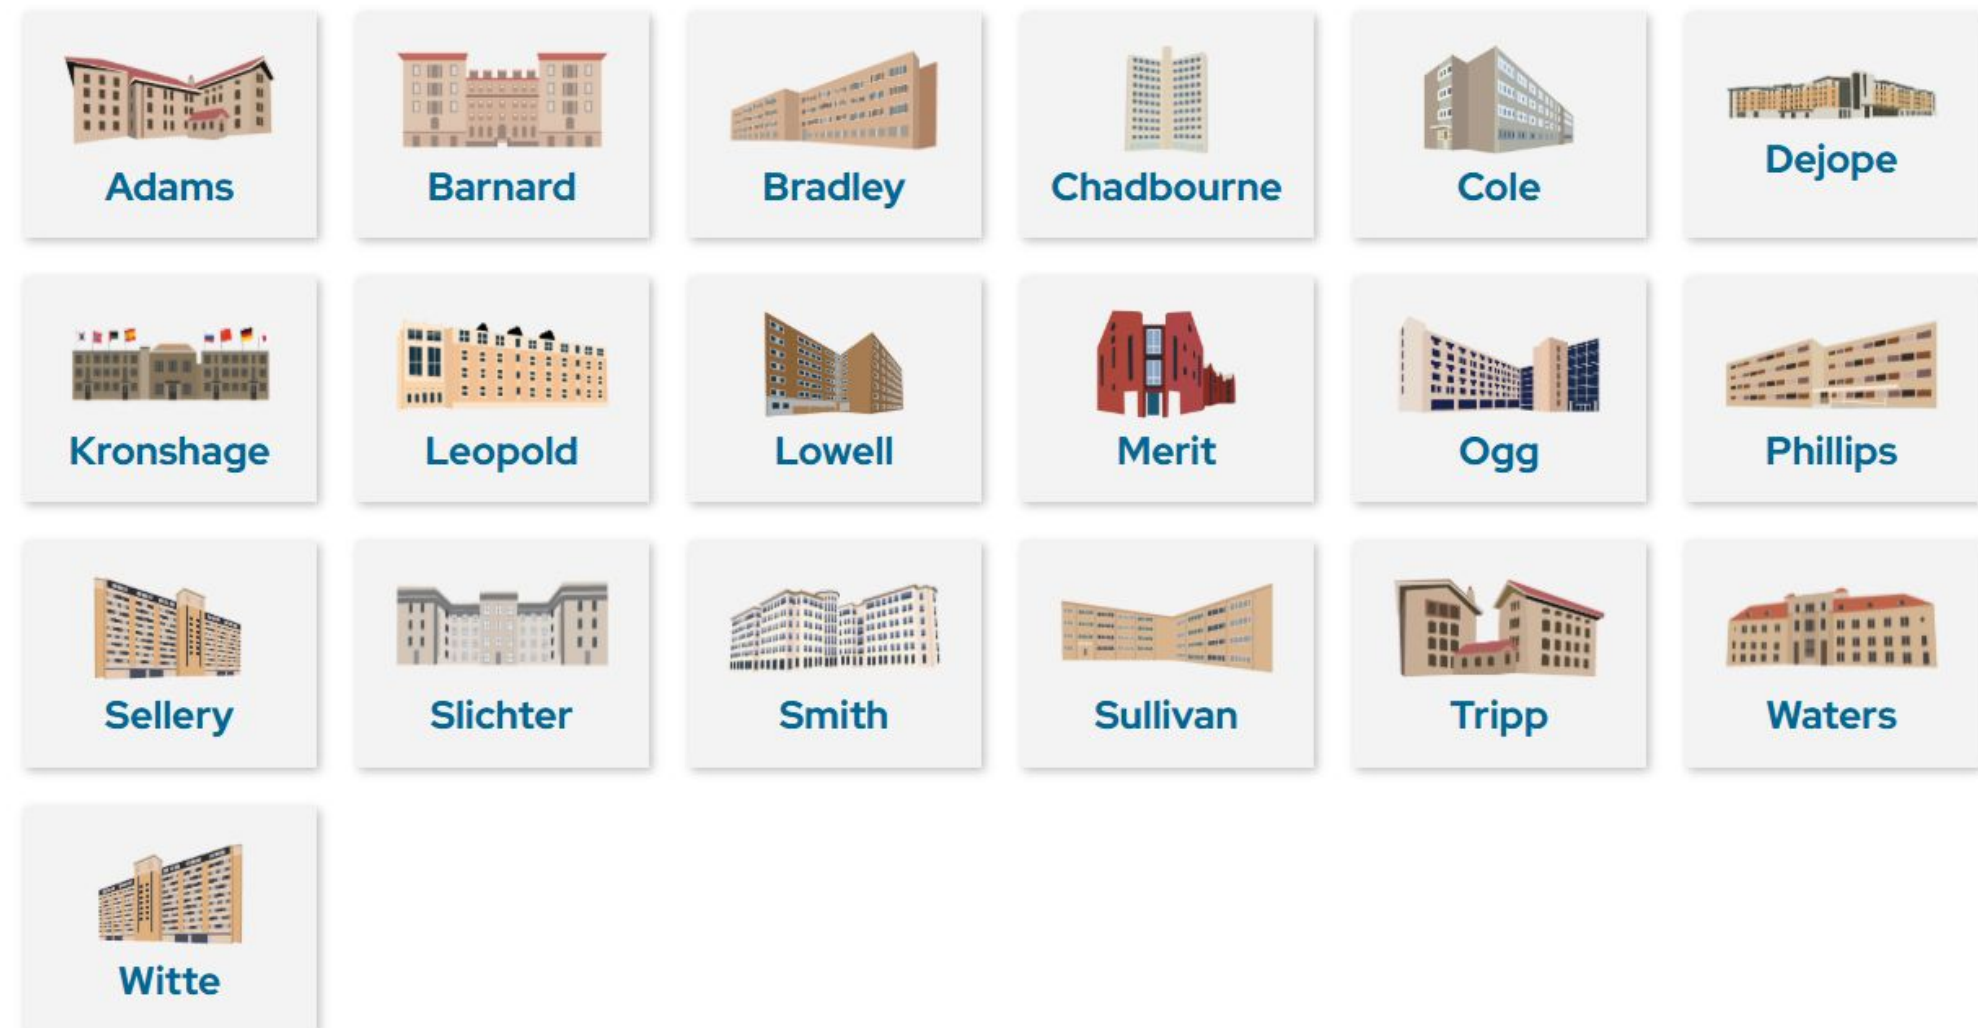 Adams
Barnard
Bradley
Chadbourne
Cole
Dejope
Kronshage
Leopold
Lowell
Merit
Ogg
Phillips
Sellery
Slichter
Smith
Sullivan
Tripp
Waters
Witte